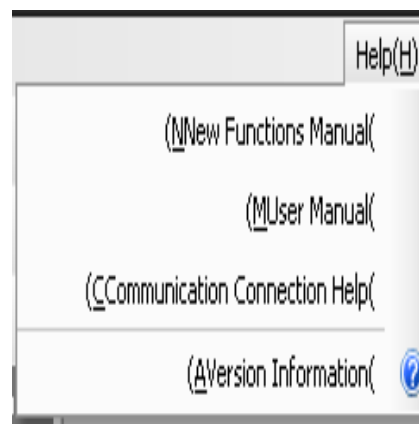 Help(H)
(NNew Functions Manual(
(MUser Manual(
(CCommunication Connection Help(
(AVersion Information(